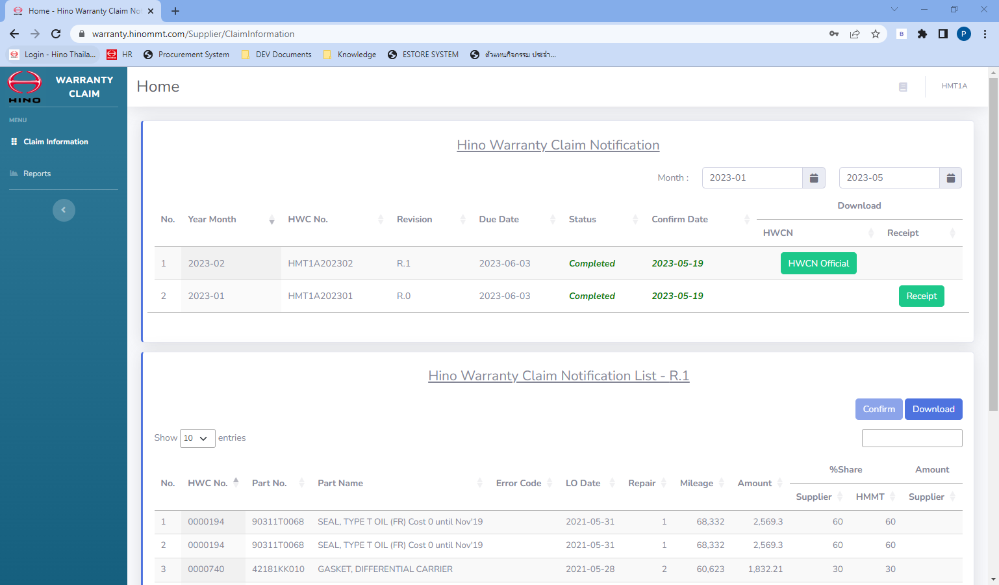 Home - Hino Warranty Claim Not
warranty.hinommt.com/Supplier/ClaimInformation
B
P
Login - Hino Thaila...
HR
Procurement System
DEV Documents
Knowledge
ESTORE SYSTEM
ตัวแทนกิจกรรม ประจำ...
HINO
WARRANTY
CLAIM
MENU
Claim Information
Reports
Home
HMT1A
Hino Warranty Claim Notification
Month : 2023-01 2023-05
Download
No. Year Month HWC No. Revision Due Date Status Confirm Date
HWCN Receipt
1 2023-02 HMT1A202302 R.1 2023-06-03 Completed 2023-05-19 HWCN Official
2 2023-01 HMT1A202301 R.0 2023-06-03 Completed 2023-05-19 Receipt
Hino Warranty Claim Notification List - R.1
Confirm Download
Show 10 entries
%Share Amount
No. HWC No. Part No. Part Name Error Code LO Date Repair Mileage Amount
Supplier HMMT Supplier
1 0000194 90311T0068 SEAL, TYPE T OIL (FR) Cost 0 until Nov'19 2021-05-31 1 68,332 2,569.3 60 60
2 0000194 90311T0068 SEAL, TYPE T OIL (FR) Cost 0 until Nov'19 2021-05-31 1 68,332 2,569.3 60 60
3 0000740 42181KK010 GASKET, DIFFERENTIAL CARRIER 2021-05-28 2 60,623 1,832.21 30 30